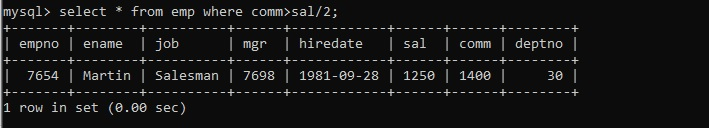 mysql> select * from emp where comm>sal/2;
+-------+--------+----------+------+------------+------+------+--------+
| empno | ename | job | mgr | hiredate | sal | comm | deptno |
+-------+--------+----------+------+------------+------+------+--------+
| 7654 | Martin | Salesman | 7698 | 1981-09-28 | 1250 | 1400 | 30 |
+-------+--------+----------+------+------------+------+------+--------+
1 row in set (0.00 sec)